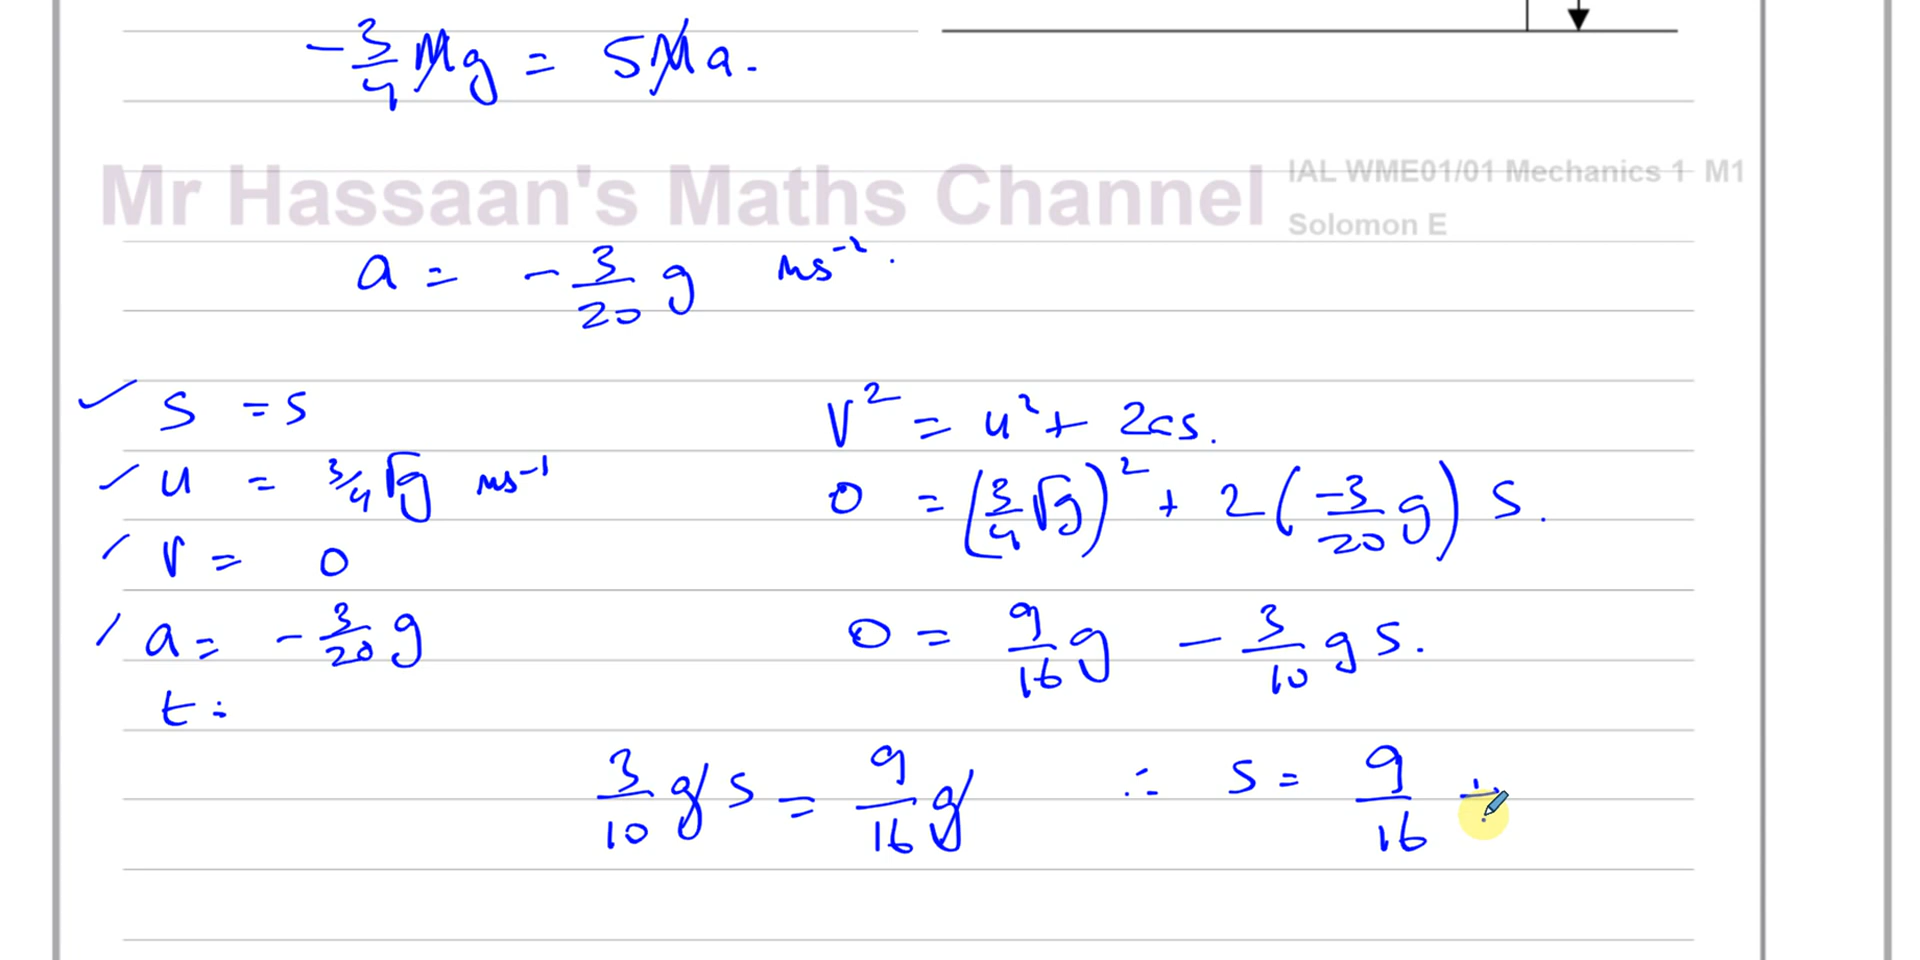 -3/4 Mg = 5Ma.
Mr Hassaan's Maths Channel
IAL WME01/01 Mechanics 1 M1
Solomon E
a = -3/20 g ms⁻².
s = s
u = 3/4 √g ms⁻¹
v = 0
a = -3/20 g
t =
v² = u² + 2as.
0 = (3/4 √g)² + 2(-3/20 g) s.
0 = 9/16 g - 3/10 g s.
3/10 g s = 9/16 g ∴ s = 9/16 ÷